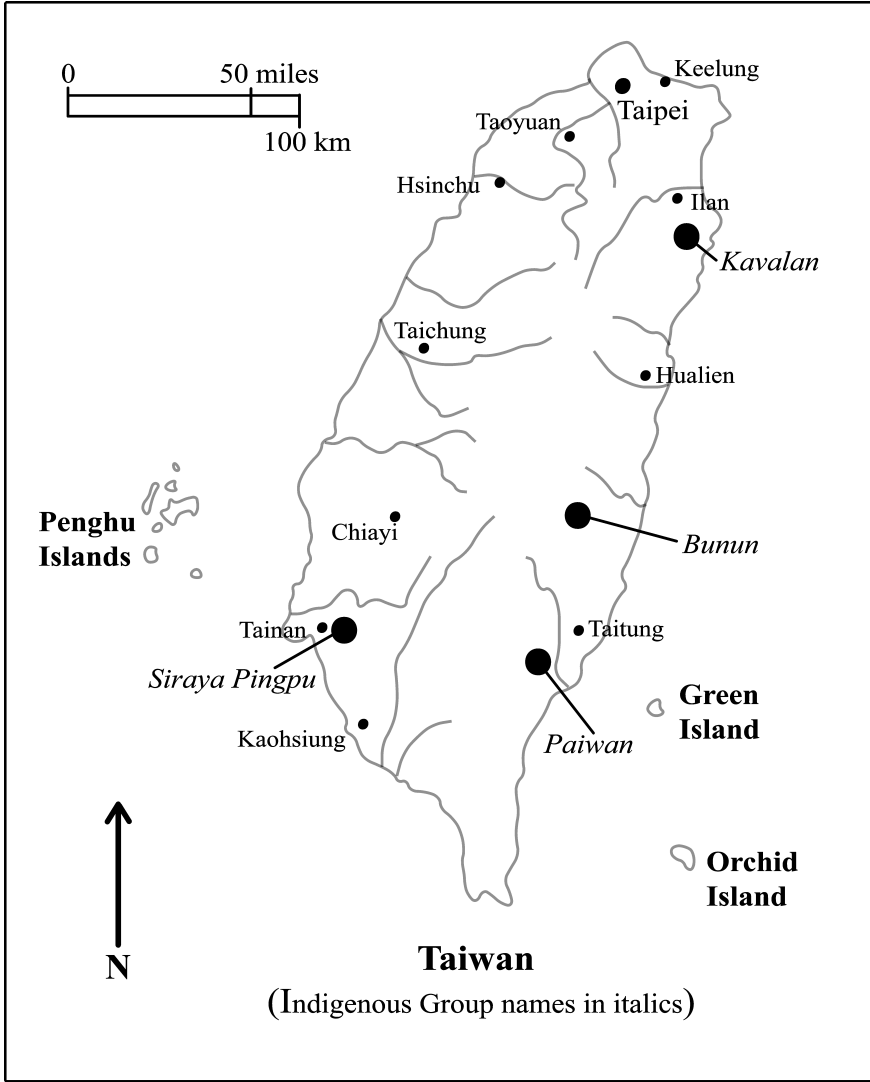 0 50 miles
100 km
Keelung
Taipei
Taoyuan
Hsinchu
Ilan
Kavalan
Taichung
Hualien
Penghu
Islands
Chiayi
Bunun
Tainan
Taitung
Siraya Pingpu
Green
Island
Kaohsiung
Paiwan
Orchid
Island
N
Taiwan
(Indigenous Group names in italics)